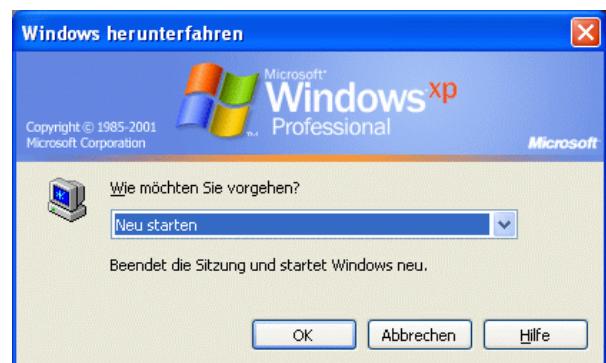 Windows herunterfahren
Microsoft®
Windows xp
Professional
Copyright © 1985-2001
Microsoft Corporation
™
Microsoft
Wie möchten Sie vorgehen?
Neu starten
Beendet die Sitzung und startet Windows neu.
OK
Abbrechen
Hilfe